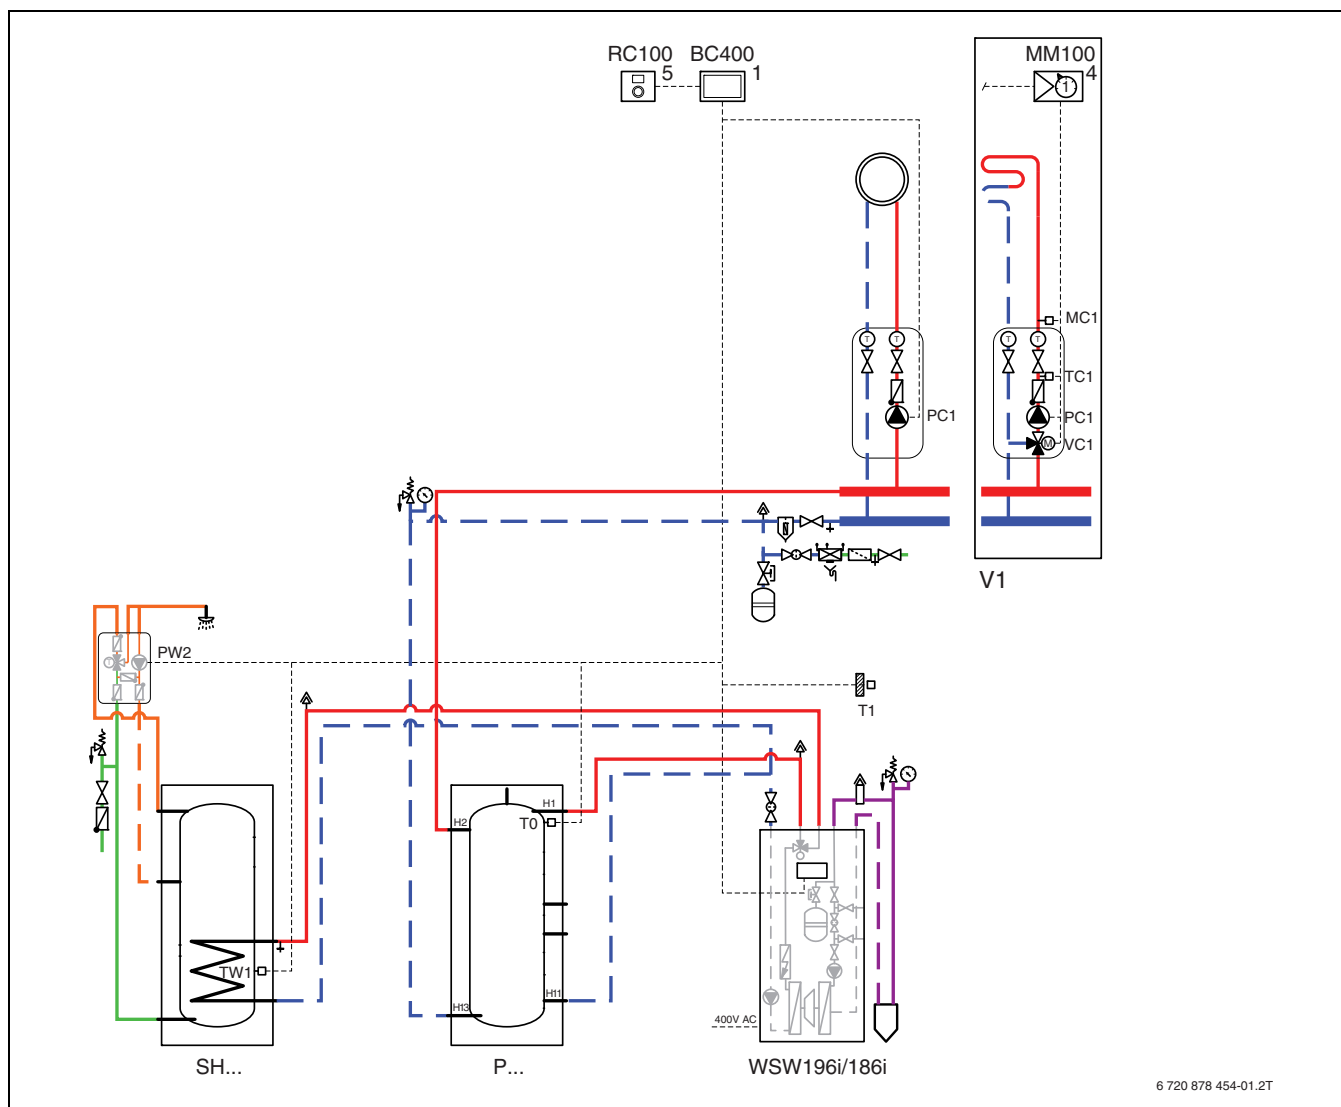 RC100 BC400 MM100
5 1 4
1
MC1
T T T T
TC1
PC1 PC1
M VC1
V1
PW2
T
T1
H1
H2 T0
TW1
H13 H11
400V AC
SH... P... WSW196i/186i
6 720 878 454-01.2T